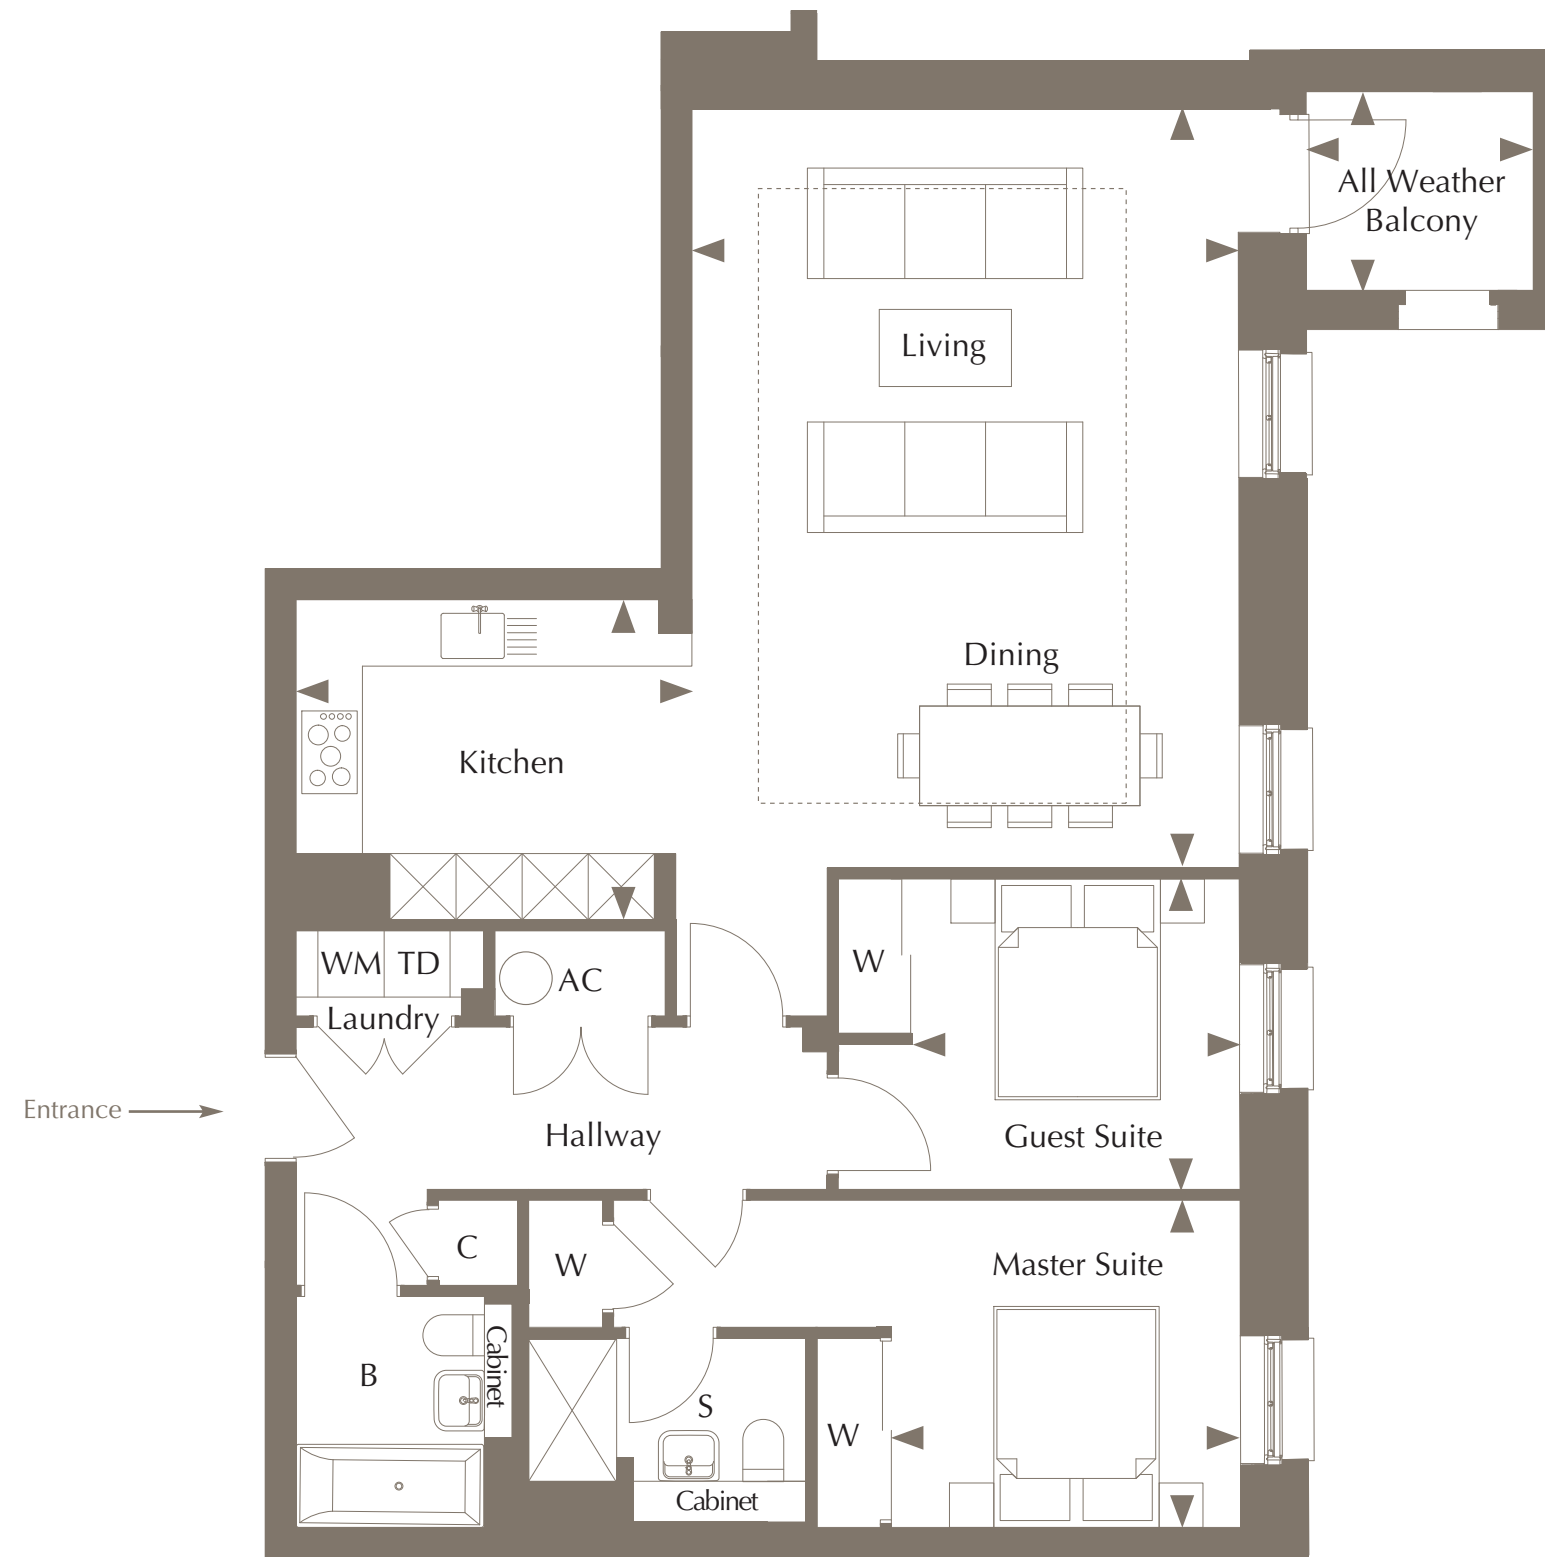 All Weather
Balcony
Living
Dining
Kitchen
WM
TD
AC
W
Laundry
Entrance
Hallway
Guest Suite
C
W
Master Suite
Cabinet
B
S
W
Cabinet